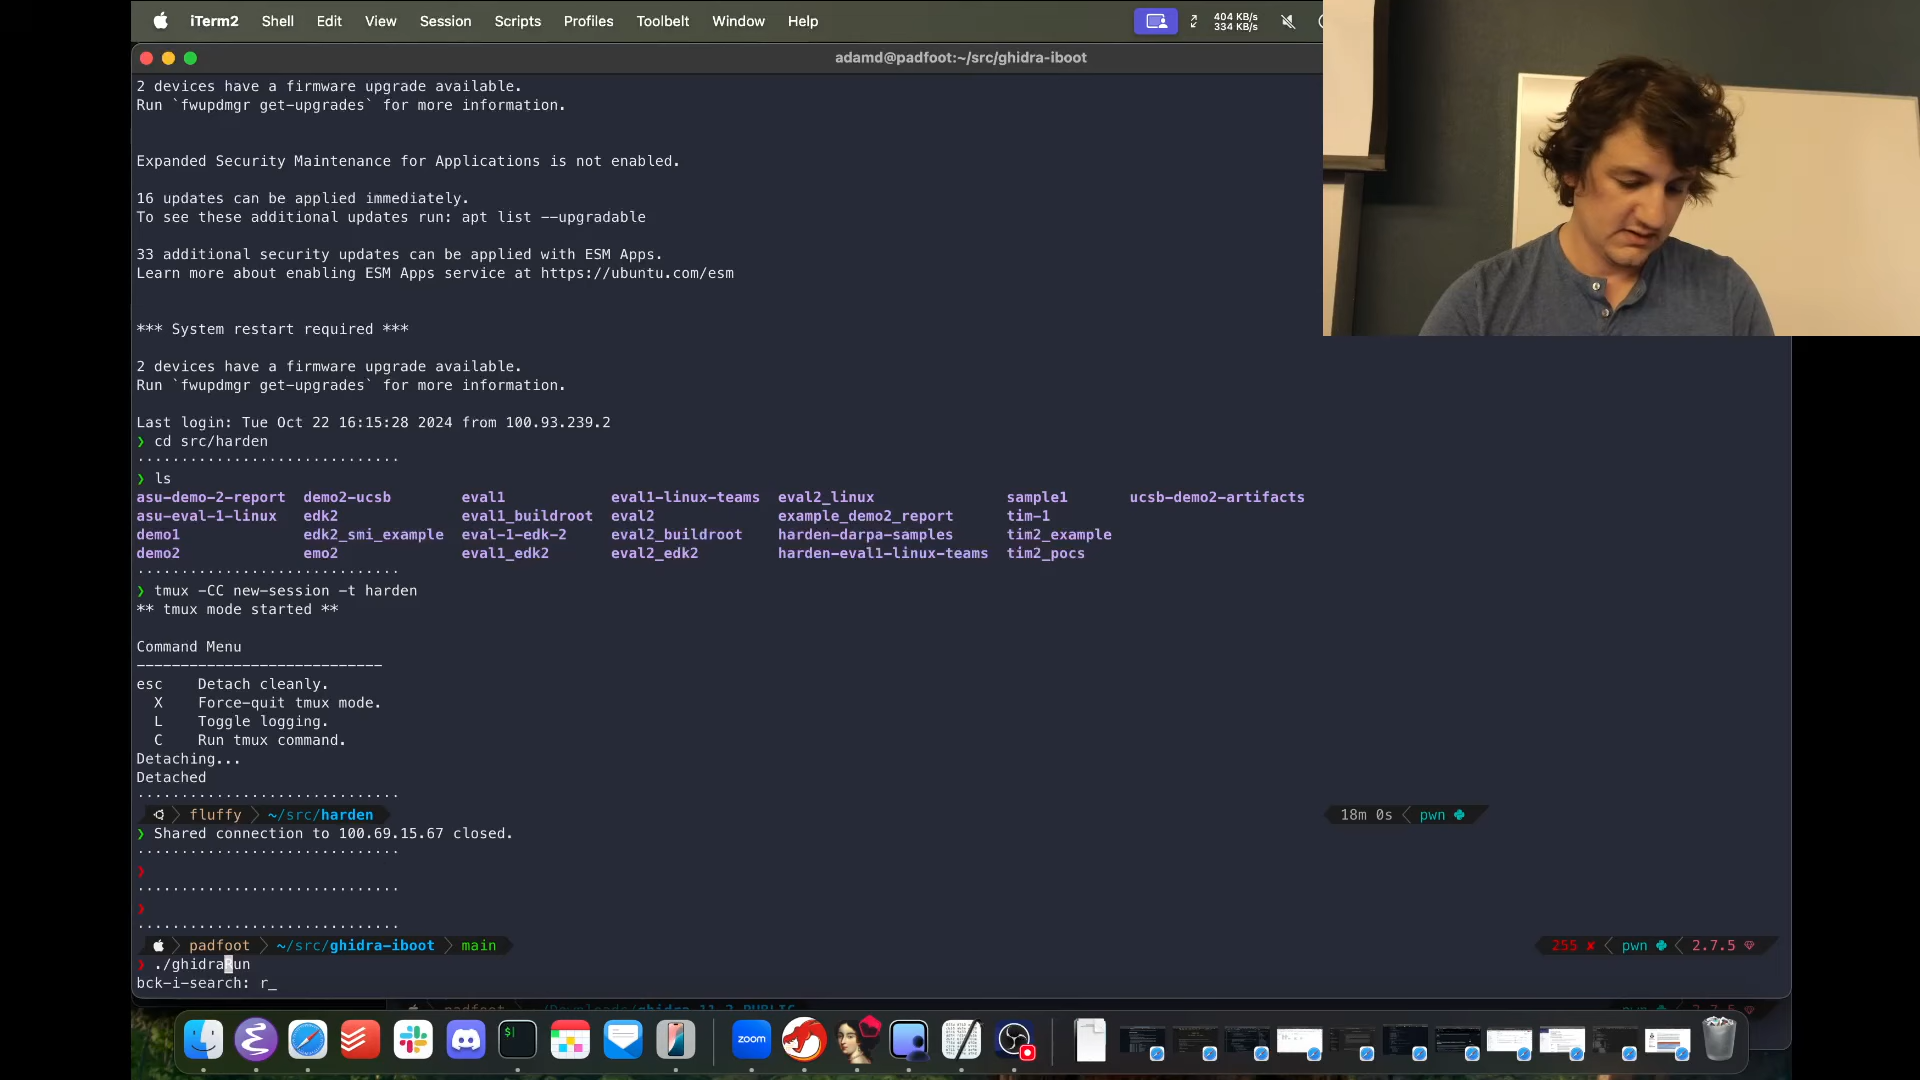 iTerm2 Shell Edit View Session Scripts Profiles Toolbelt Window Help 404 KB/s
334 KB/s
adamd@padfoot:~/src/ghidra-iboot
2 devices have a firmware upgrade available.
Run `fwupdmgr get-upgrades` for more information.
Expanded Security Maintenance for Applications is not enabled.
16 updates can be applied immediately.
To see these additional updates run: apt list --upgradable
33 additional security updates can be applied with ESM Apps.
Learn more about enabling ESM Apps service at https://ubuntu.com/esm
*** System restart required ***
2 devices have a firmware upgrade available.
Run `fwupdmgr get-upgrades` for more information.
Last login: Tue Oct 22 16:15:28 2024 from 100.93.239.2
❯ cd src/harden
..............................
❯ ls
asu-demo-2-report demo2-ucsb eval1 eval1-linux-teams eval2_linux sample1 ucsb-demo2-artifacts
asu-eval-1-linux edk2 eval1_buildroot eval2 example_demo2_report tim-1
demo1 edk2_smi_example eval-1-edk-2 eval2_buildroot harden-darpa-samples tim2_example
demo2 emo2 eval1_edk2 eval2_edk2 harden-eval1-linux-teams tim2_pocs
..............................
❯ tmux -CC new-session -t harden
** tmux mode started **
Command Menu
----------------------------
esc Detach cleanly.
X Force-quit tmux mode.
L Toggle logging.
C Run tmux command.
Detaching...
Detached
..............................
fluffy ~/src/harden 18m 0s pwn
❯ Shared connection to 100.69.15.67 closed.
..............................
❯
..............................
❯
..............................
padfoot ~/src/ghidra-iboot main 255 ✘ pwn 2.7.5
❯ ./ghidraRun
bck-i-search: r_
zoom